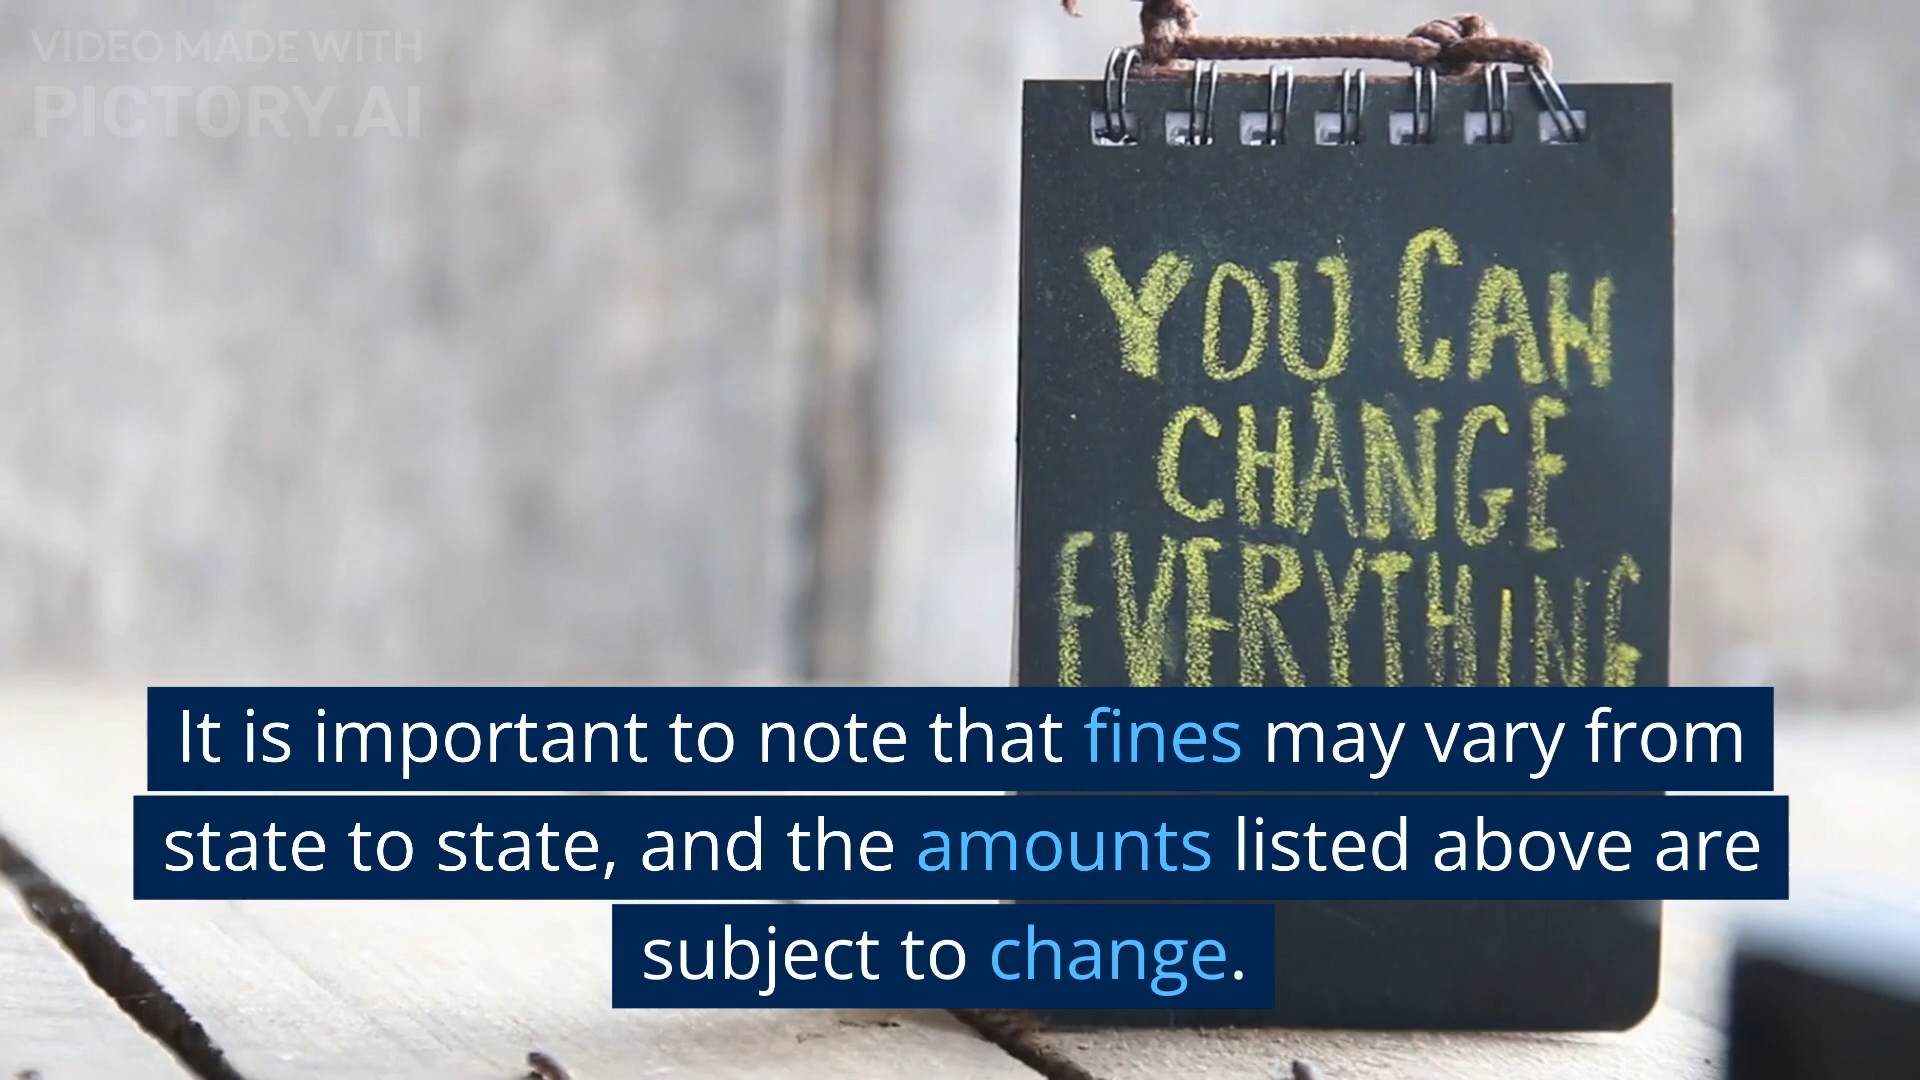 VIDEO MADE WITH
PICTORY.AI
YOU CAN
CHANGE
EVERYTHING
It is important to note that fines may vary from
state to state, and the amounts listed above are
subject to change.